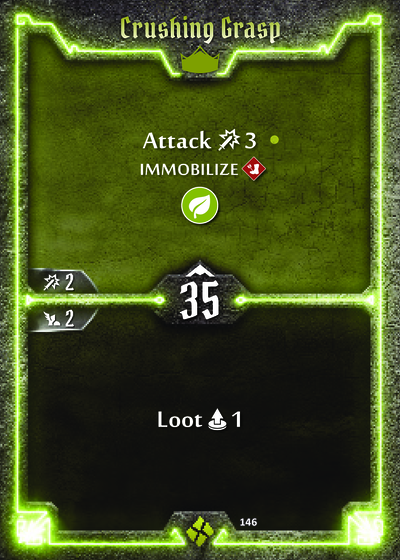 Crushing Grasp
Attack 3
IMMOBILIZE
2
35
2
Loot 1
146